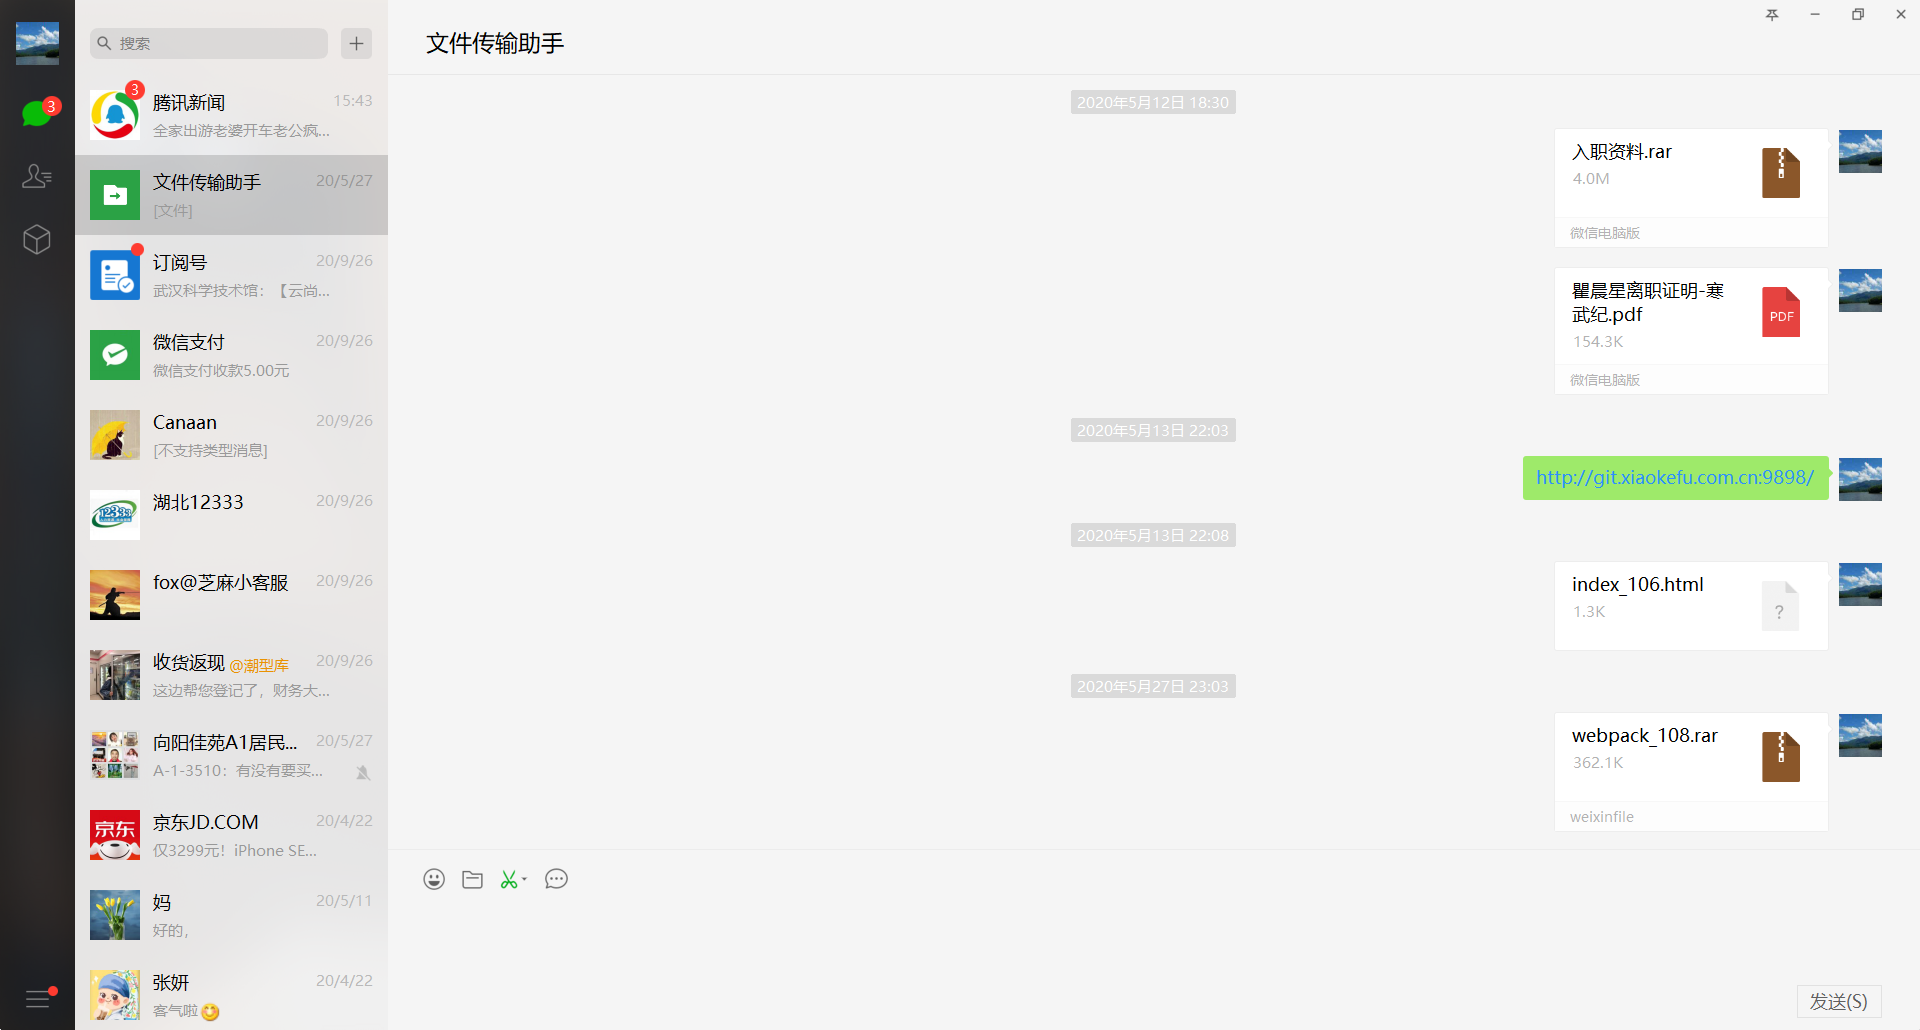 搜索
3
3
腾讯新闻
15:43
全家出游老婆开车老公疯...
文件传输助手
20/5/27
[文件]
订阅号
20/9/26
武汉科学技术馆：【云尚...
微信支付
20/9/26
微信支付收款5.00元
Canaan
20/9/26
[不支持类型消息]
12333
湖北12333
20/9/26
fox@芝麻小客服
20/9/26
收货返现 @潮型库
20/9/26
这边帮您登记了，财务大...
向阳佳苑A1居民...
20/5/27
A-1-3510：有没有要买...
京东
京东JD.COM
20/4/22
仅3299元！iPhone SE...
妈
20/5/11
好的，
张妍
20/4/22
客气啦
文件传输助手
2020年5月12日 18:30
入职资料.rar
4.0M
微信电脑版
瞿晨星离职证明-寒
武纪.pdf
154.3K
PDF
微信电脑版
2020年5月13日 22:03
http://git.xiaokefu.com.cn:9898/
2020年5月13日 22:08
index_106.html
1.3K
?
2020年5月27日 23:03
webpack_108.rar
362.1K
weixinfile
发送(S)